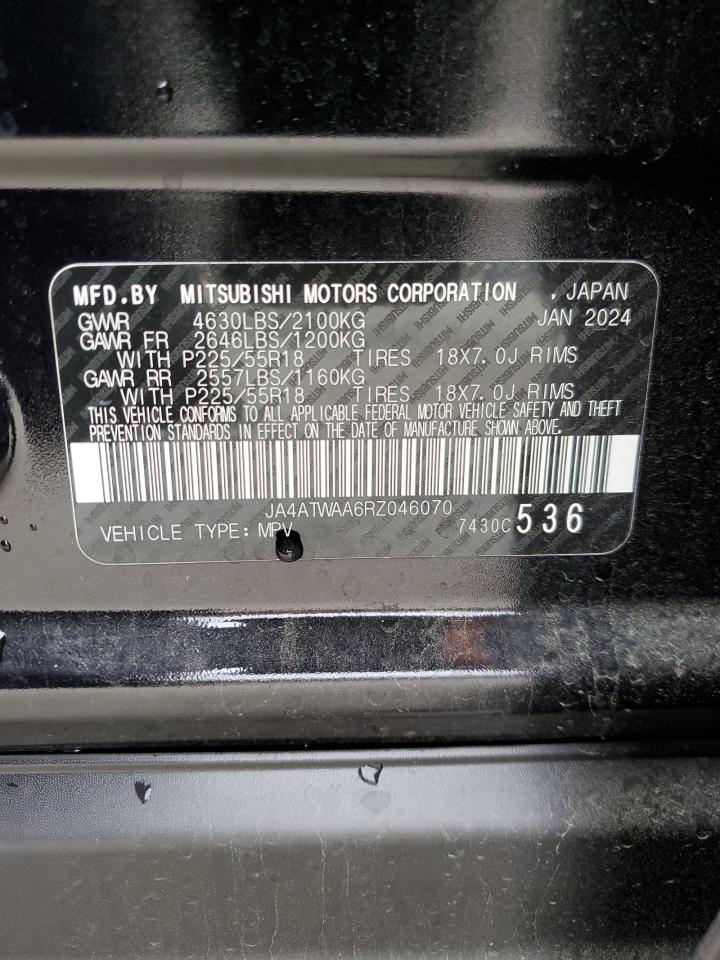 MFD.BY MITSUBISHI MOTORS CORPORATION , JAPAN
GVWR 4630LBS/2100KG JAN 2024
GAWR FR 2646LBS/1200KG
WITH P225/55R18 TIRES 18X7.0J RIMS
GAWR RR 2557LBS/1160KG
WITH P225/55R18 TIRES 18X7.0J RIMS
THIS VEHICLE CONFORMS TO ALL APPLICABLE FEDERAL MOTOR VEHICLE SAFETY AND THEFT
PREVENTION STANDARDS IN EFFECT ON THE DATE OF MANUFACTURE SHOWN ABOVE.
JA4ATWAA6RZ046070
VEHICLE TYPE: MPV 7430C 536